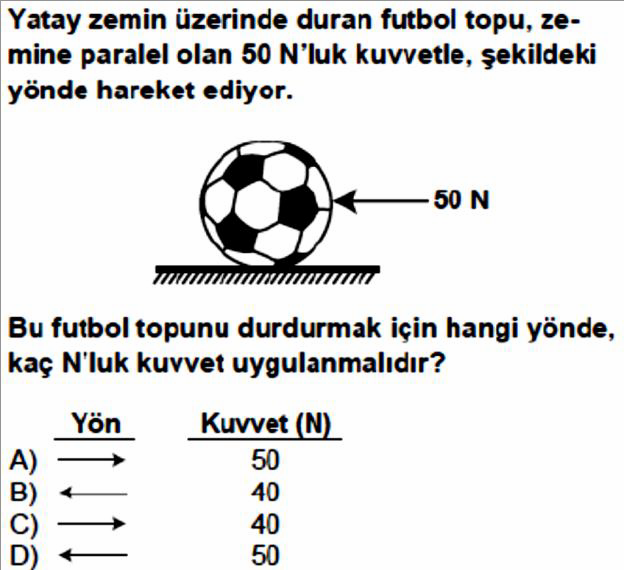 Yatay zemin üzerinde duran futbol topu, ze-
mine paralel olan 50 N'luk kuvvetle, şekildeki
yönde hareket ediyor.
50 N
Bu futbol topunu durdurmak için hangi yönde,
kaç N'luk kuvvet uygulanmalıdır?
Yön Kuvvet (N)
A) → 50
B) ← 40
C) → 40
D) ← 50